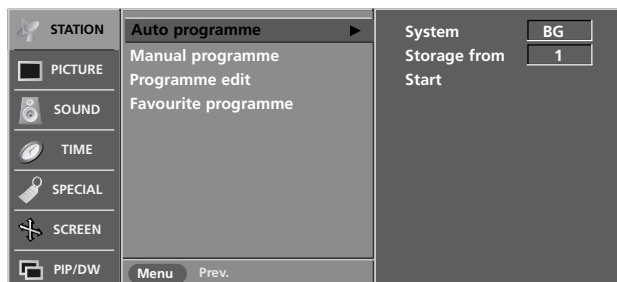 STATION
PICTURE
SOUND
TIME
SPECIAL
SCREEN
PIP/DW
Auto programme
Manual programme
Programme edit
Favourite programme
Menu Prev.
System BG
Storage from 1
Start